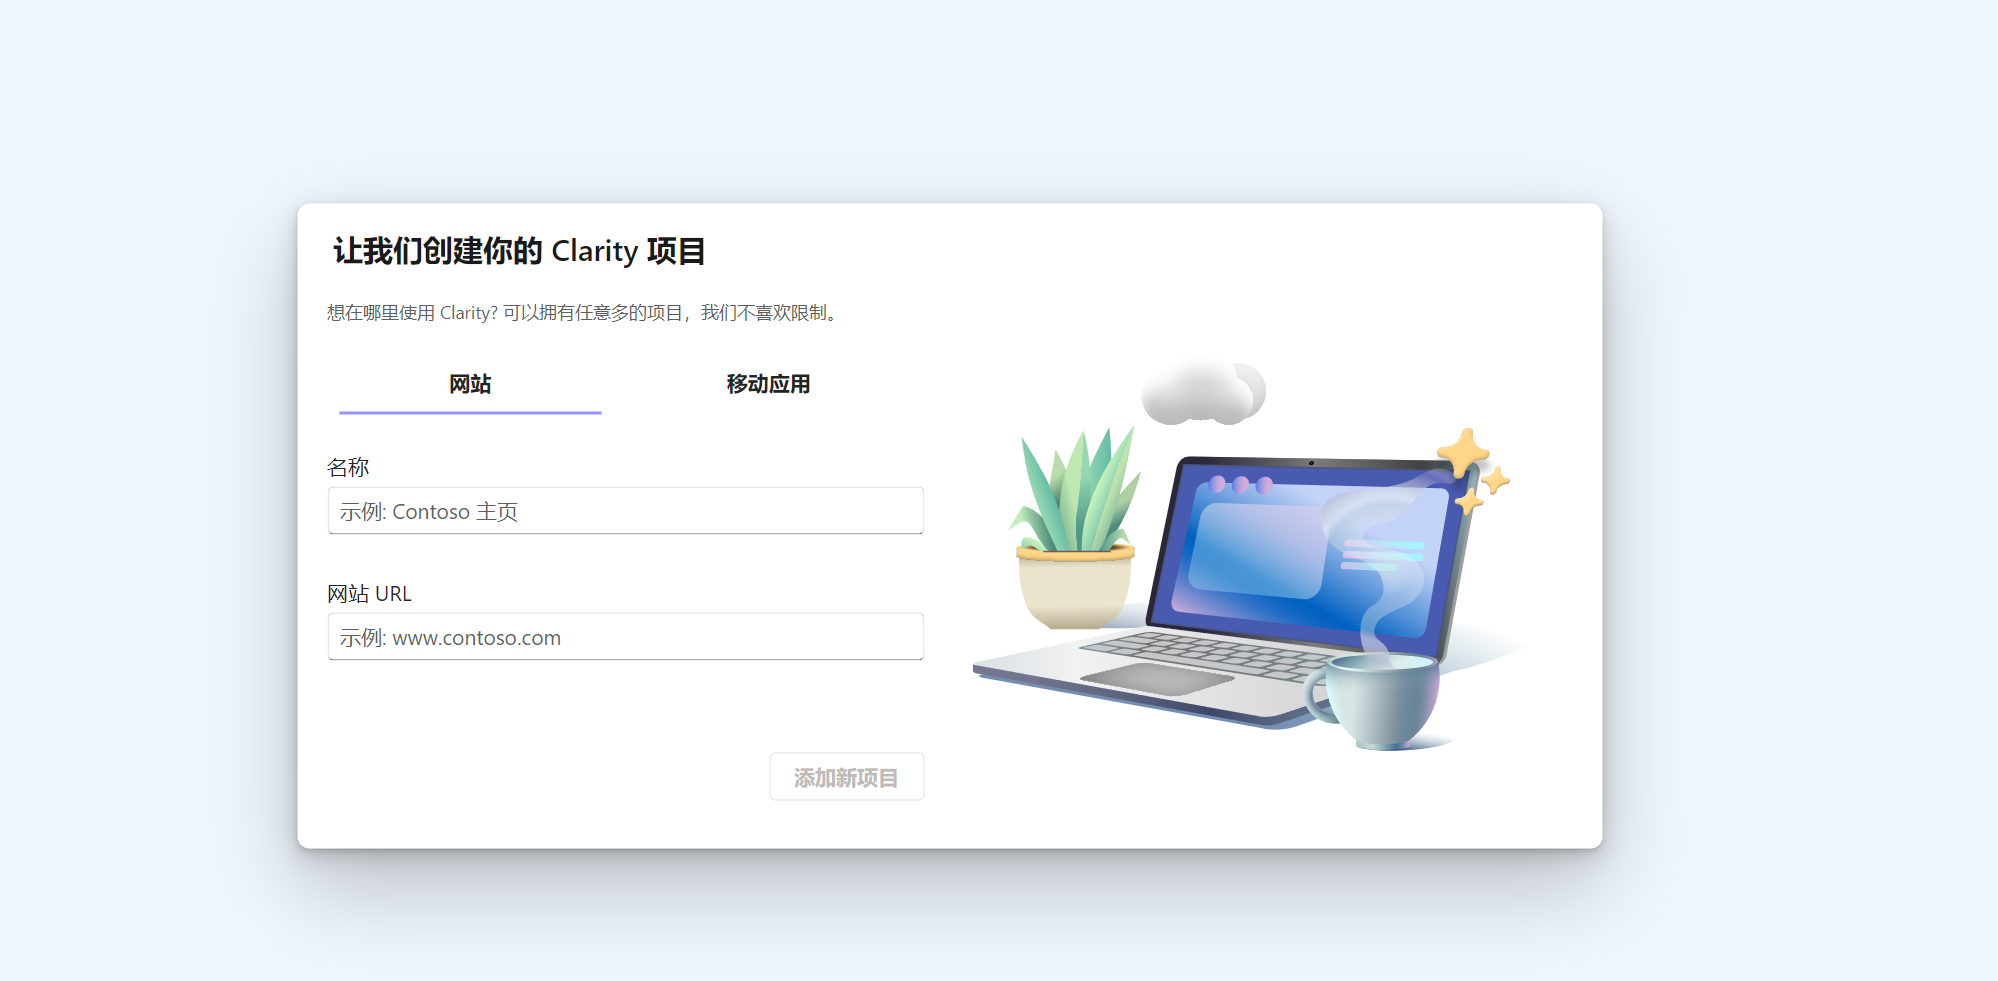 让我们创建你的 Clarity 项目
想在哪里使用 Clarity? 可以拥有任意多的项目，我们不喜欢限制。
网站
移动应用
名称
示例: Contoso 主页
网站 URL
示例: www.contoso.com
添加新项目